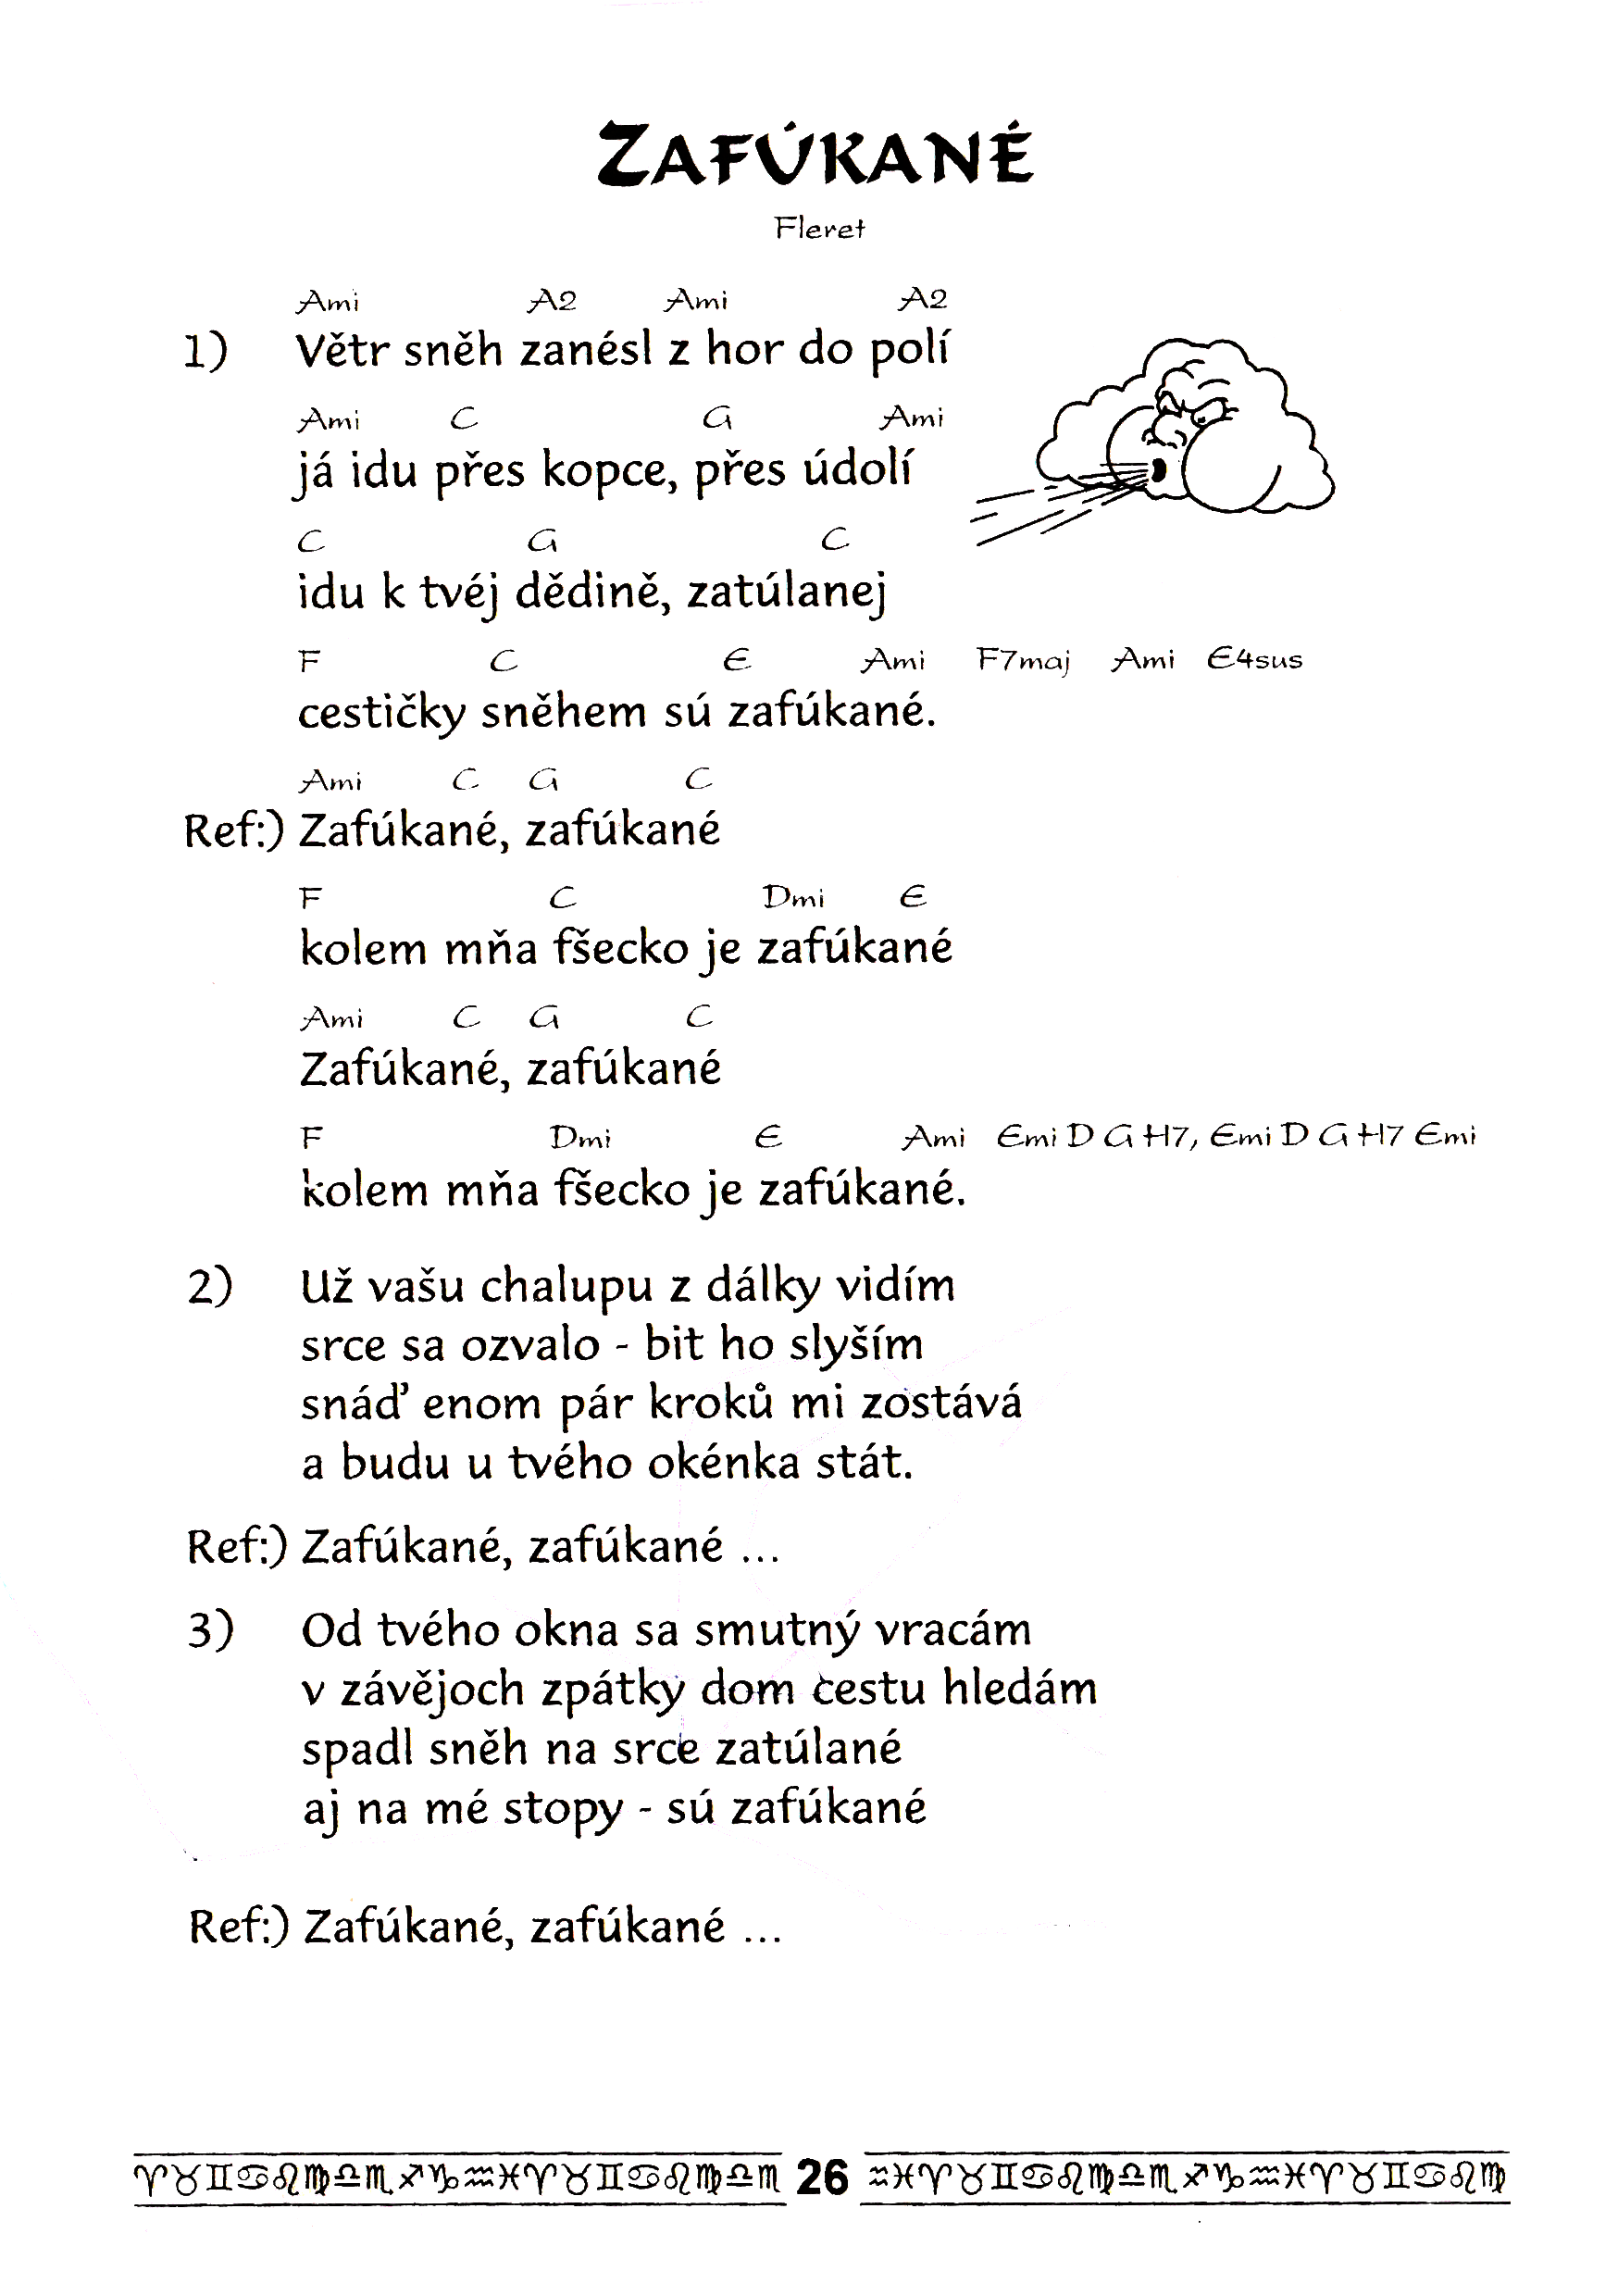 ZAFÚKANÉ
Fleret
Ami A2 Ami A2
1) Větr sněh zanésl z hor do polí
Ami C G Ami
já idu přes kopce, přes údolí
C G C
idu k tvéj dědině, zatúlanej
F C E Ami F7maj Ami E4sus
cestičky sněhem sú zafúkané.
Ami C G C
Ref:) Zafúkané, zafúkané
F C Dmi E
kolem mňa fšecko je zafúkané
Ami C G C
Zafúkané, zafúkané
F Dmi E Ami Emi D G H7, Emi D G H7 Emi
kolem mňa fšecko je zafúkané.
2) Už vašu chalupu z dálky vidím
srce sa ozvalo - bit ho slyším
snáď enom pár kroků mi zostává
a budu u tvého okénka stát.
Ref:) Zafúkané, zafúkané ...
3) Od tvého okna sa smutný vracám
v závějoch zpátky dom cestu hledám
spadl sněh na srce zatúlané
aj na mé stopy - sú zafúkané
Ref:) Zafúkané, zafúkané ...
♈♉♊♋♌♍♎♏♐♑♒♓♈♉♊♋♌♍♎♏ 26 ♒♓♈♉♊♋♌♍♎♏♐♑♒♓♈♉♊♋♌♍